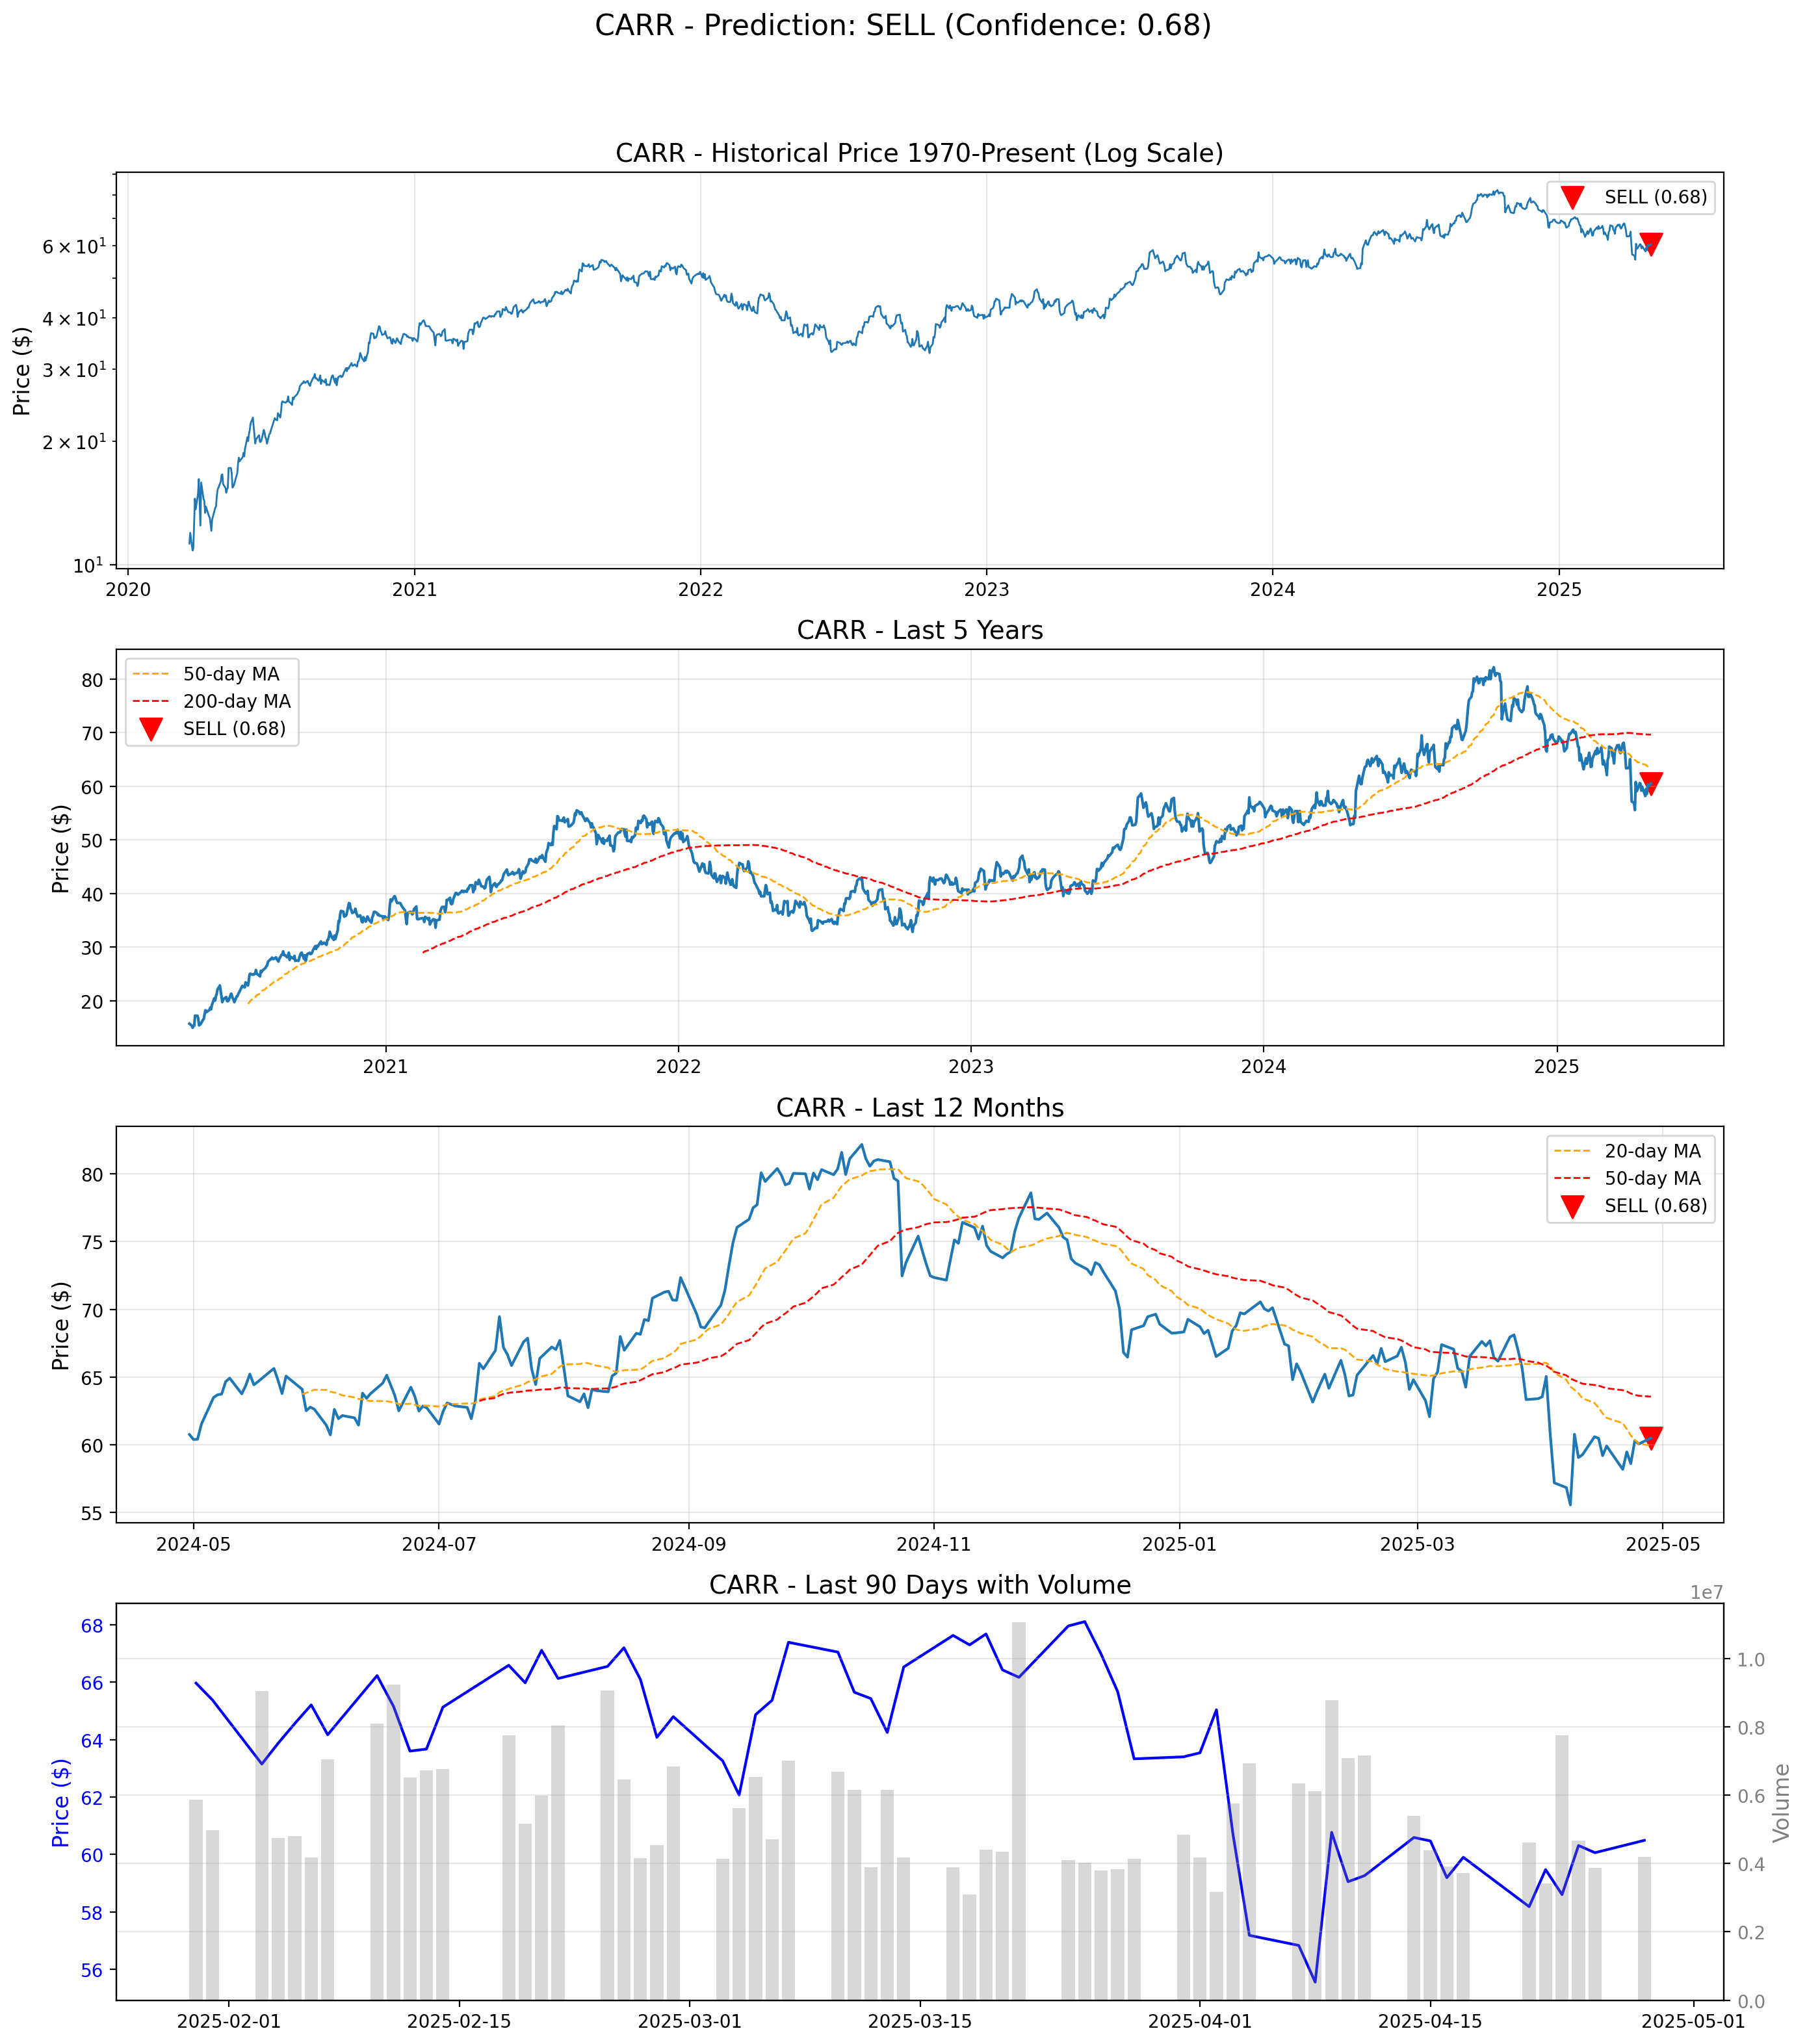 CARR - Prediction: SELL (Confidence: 0.68)
CARR - Historical Price 1970-Present (Log Scale)
SELL (0.68)
Price ($)
6 × 10¹
4 × 10¹
3 × 10¹
2 × 10¹
10¹
2020 2021 2022 2023 2024 2025
CARR - Last 5 Years
50-day MA
200-day MA
SELL (0.68)
Price ($)
80
70
60
50
40
30
20
2021 2022 2023 2024 2025
CARR - Last 12 Months
20-day MA
50-day MA
SELL (0.68)
Price ($)
80
75
70
65
60
55
2024-05 2024-07 2024-09 2024-11 2025-01 2025-03 2025-05
CARR - Last 90 Days with Volume
1e7
Price ($)
68
66
64
62
60
58
56
1.0
0.8
0.6
0.4
0.2
0.0
Volume
2025-02-01 2025-02-15 2025-03-01 2025-03-15 2025-04-01 2025-04-15 2025-05-01